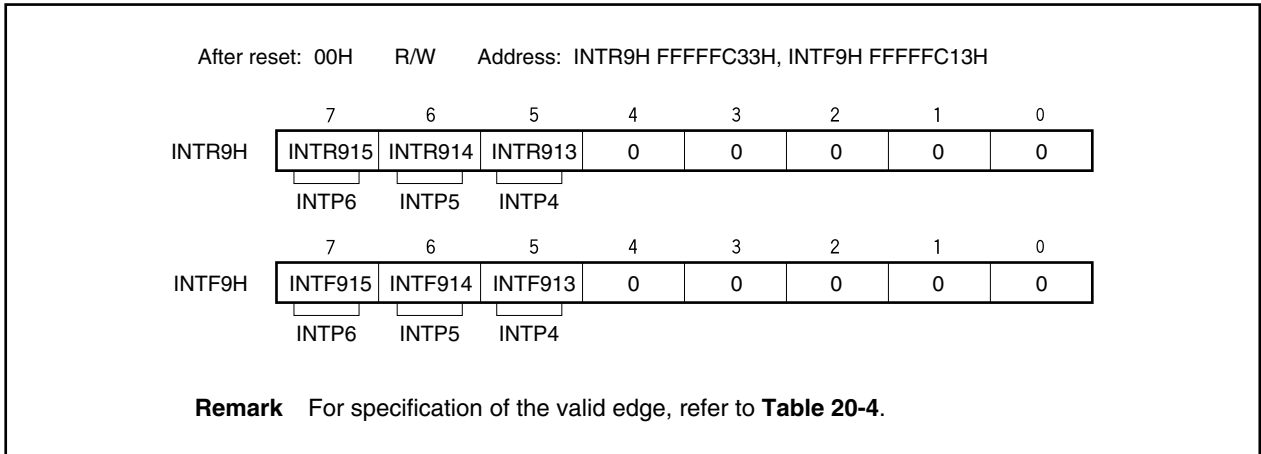 After reset: 00H R/W Address: INTR9H FFFFFC33H, INTF9H FFFFFC13H
7 6 5 4 3 2 1 0
INTR9H INTR915 INTR914 INTR913 0 0 0 0 0
INTP6 INTP5 INTP4
7 6 5 4 3 2 1 0
INTF9H INTF915 INTF914 INTF913 0 0 0 0 0
INTP6 INTP5 INTP4
Remark For specification of the valid edge, refer to Table 20-4.